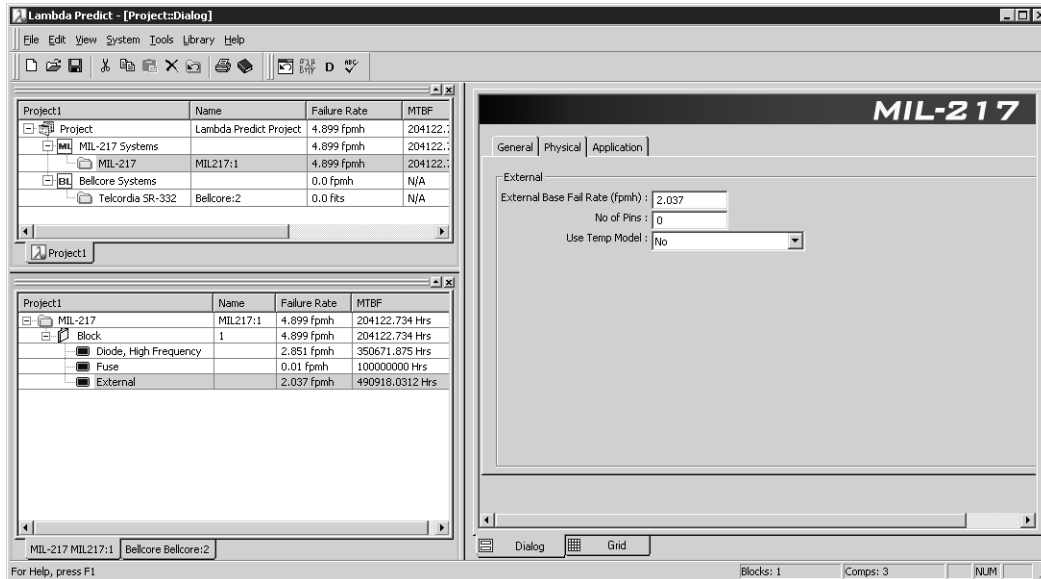 Lambda Predict - [Project::Dialog]
File Edit View System Tools Library Help
D ABC
Project1 Name Failure Rate MTBF
Project Lambda Predict Project 4.899 fpmh 204122.
ML MIL-217 Systems 4.899 fpmh 204122.
MIL-217 MIL217:1 4.899 fpmh 204122.
BL Bellcore Systems 0.0 fpmh N/A
Telcordia SR-332 Bellcore:2 0.0 fits N/A
Project1
Project1 Name Failure Rate MTBF
MIL-217 MIL217:1 4.899 fpmh 204122.734 Hrs
Block 1 4.899 fpmh 204122.734 Hrs
Diode, High Frequency 2.851 fpmh 350671.875 Hrs
Fuse 0.01 fpmh 100000000 Hrs
External 2.037 fpmh 490918.0312 Hrs
MIL-217 MIL217:1 Bellcore Bellcore:2
MIL-217
General Physical Application
External
External Base Fail Rate (fpmh) : 2.037
No of Pins : 0
Use Temp Model : No
Dialog Grid
For Help, press F1 Blocks: 1 Comps: 3 NUM